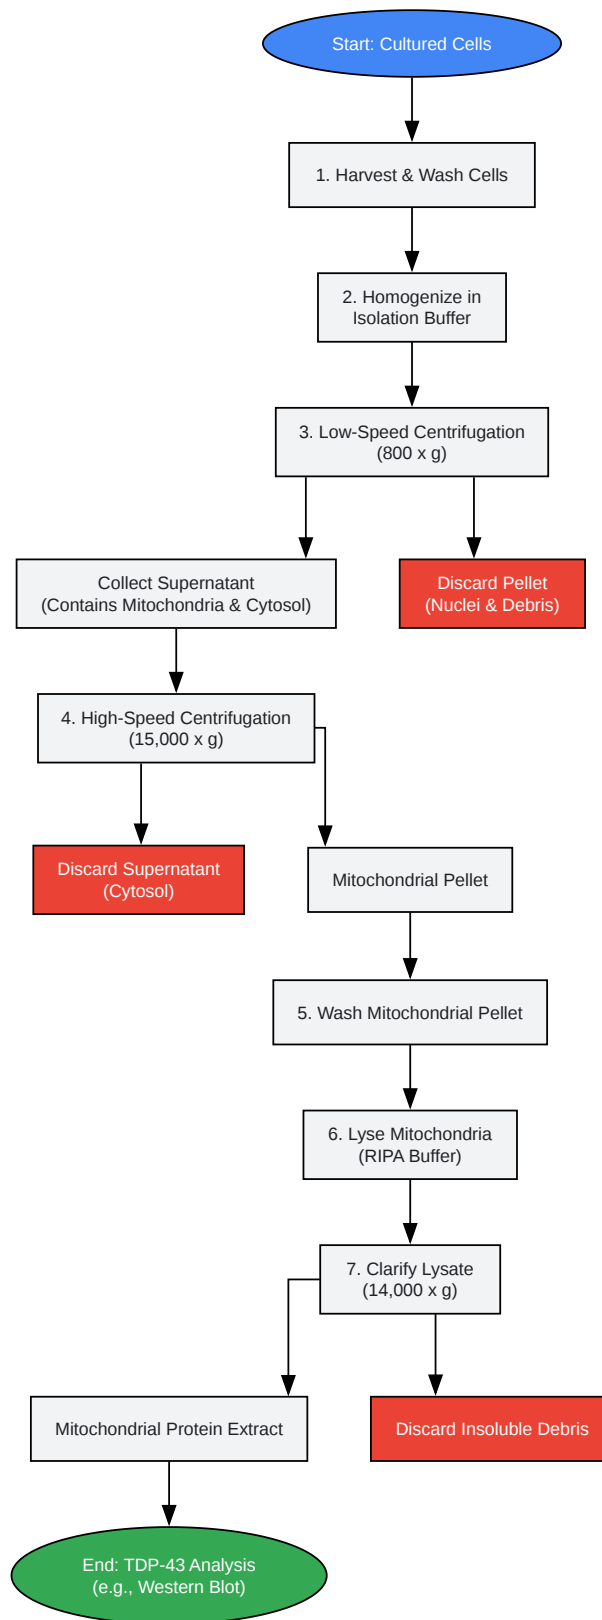 Start: Cultured Cells
1. Harvest & Wash Cells
2. Homogenize in
Isolation Buffer
3. Low-Speed Centrifugation
(800 x g)
Collect Supernatant
(Contains Mitochondria & Cytosol)
Discard Pellet
(Nuclei & Debris)
4. High-Speed Centrifugation
(15,000 x g)
Discard Supernatant
(Cytosol)
Mitochondrial Pellet
5. Wash Mitochondrial Pellet
6. Lyse Mitochondria
(RIPA Buffer)
7. Clarify Lysate
(14,000 x g)
Mitochondrial Protein Extract
Discard Insoluble Debris
End: TDP-43 Analysis
(e.g., Western Blot)